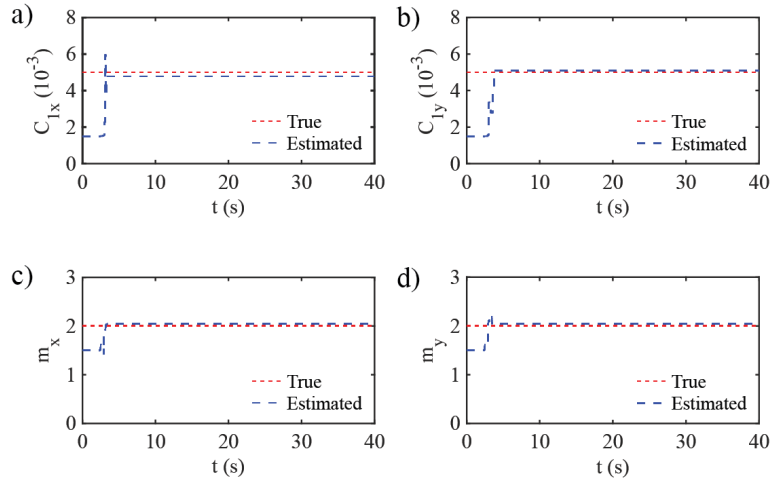 a)
8
6
4
2
0
C1x (10-3)
True
Estimated
0 10 20 30 40
t (s)
b)
8
6
4
2
0
C1y (10-3)
True
Estimated
0 10 20 30 40
t (s)
c)
3
2
1
0
mx
True
Estimated
0 10 20 30 40
t (s)
d)
3
2
1
0
my
True
Estimated
0 10 20 30 40
t (s)